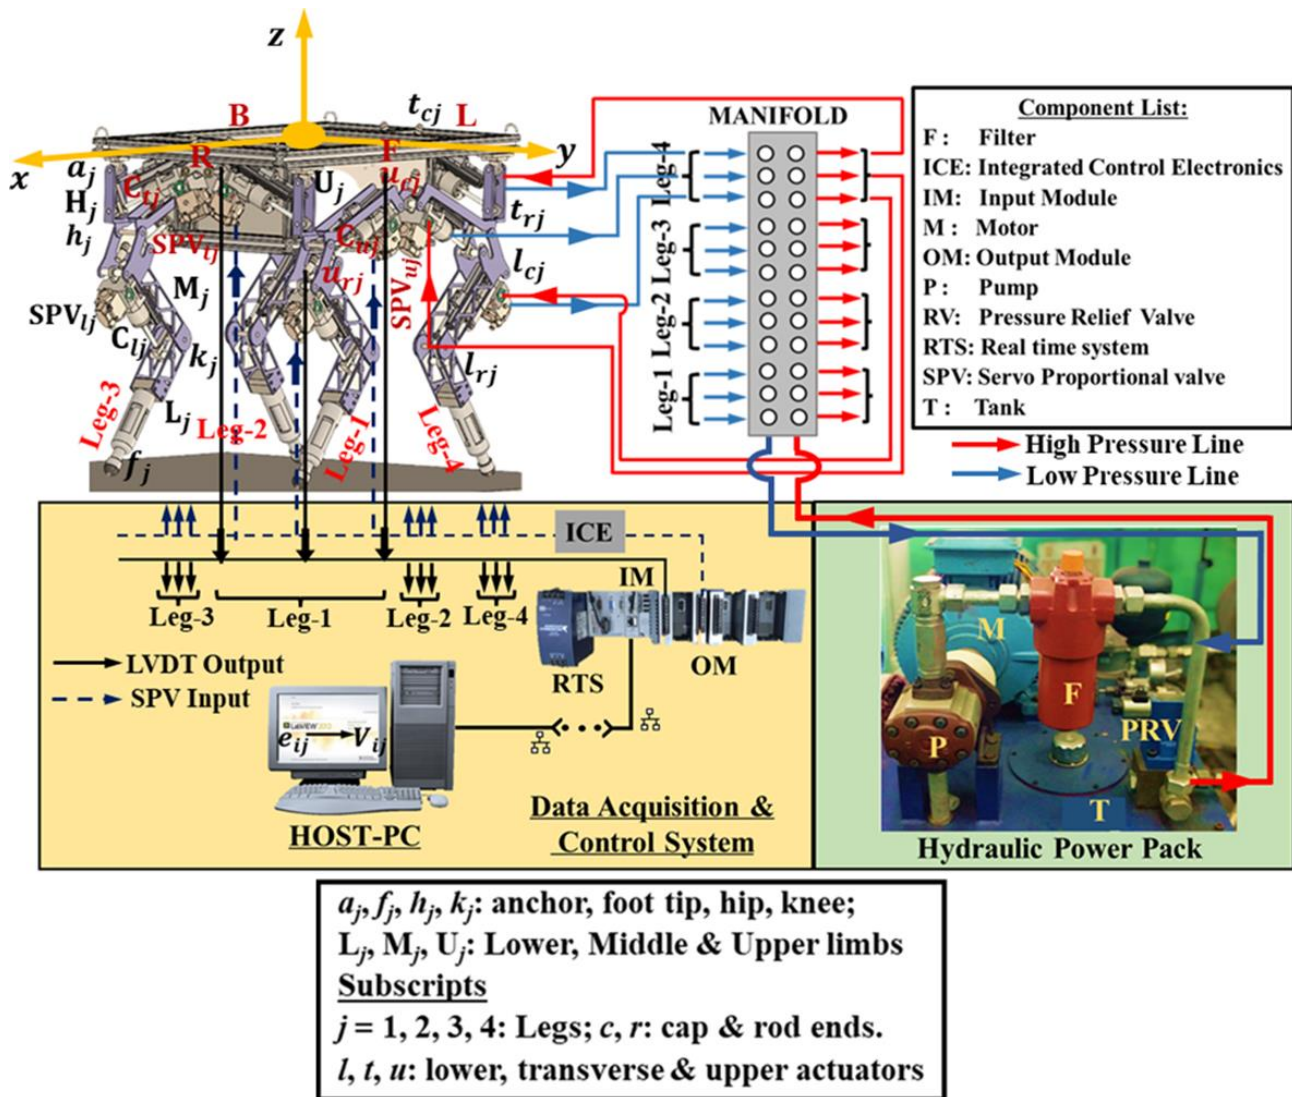 z
B
t_cj
L
R
F
x
y
a_j
C_tj
U_j
u_cj
H_j
t_rj
h_j
C_uj
SPV_tj
l_cj
u_rj
M_j
SPV_uj
SPV_lj
C_lj
k_j
l_rj
L_j
Leg-3
Leg-2
Leg-1
Leg-4
f_j
MANIFOLD
Leg-4
Leg-3
Leg-2
Leg-1
Component List:
F : Filter
ICE: Integrated Control Electronics
IM: Input Module
M : Motor
OM: Output Module
P : Pump
RV: Pressure Relief Valve
RTS: Real time system
SPV: Servo Proportional valve
T : Tank
High Pressure Line
Low Pressure Line
ICE
IM
Leg-3
Leg-1
Leg-2
Leg-4
LVDT Output
SPV Input
RTS
OM
LabVIEW
e_ij
V_ij
HOST-PC
Data Acquisition &
Control System
M
F
P
PRV
T
Hydraulic Power Pack
a_j, f_j, h_j, k_j: anchor, foot tip, hip, knee;
L_j, M_j, U_j: Lower, Middle & Upper limbs
Subscripts
j = 1, 2, 3, 4: Legs; c, r: cap & rod ends.
l, t, u: lower, transverse & upper actuators